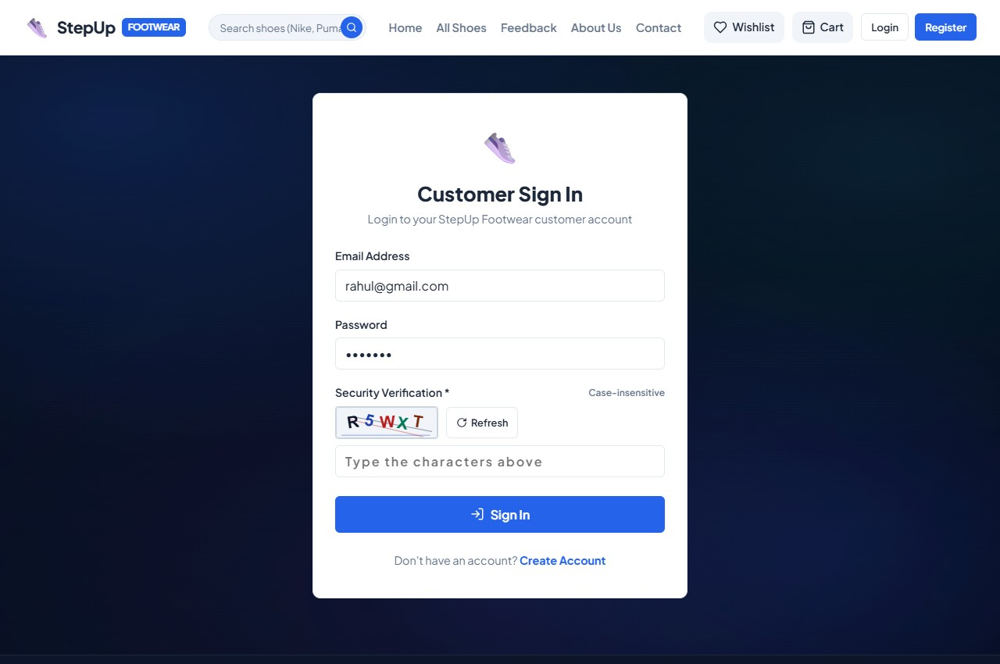 StepUp FOOTWEAR
Search shoes (Nike, Puma
Home All Shoes Feedback About Us Contact
Wishlist Cart Login Register
Customer Sign In
Login to your StepUp Footwear customer account
Email Address
rahul@gmail.com
Password
•••••••
Security Verification * Case-insensitive
R5WXT
Refresh
Type the characters above
Sign In
Don't have an account? Create Account